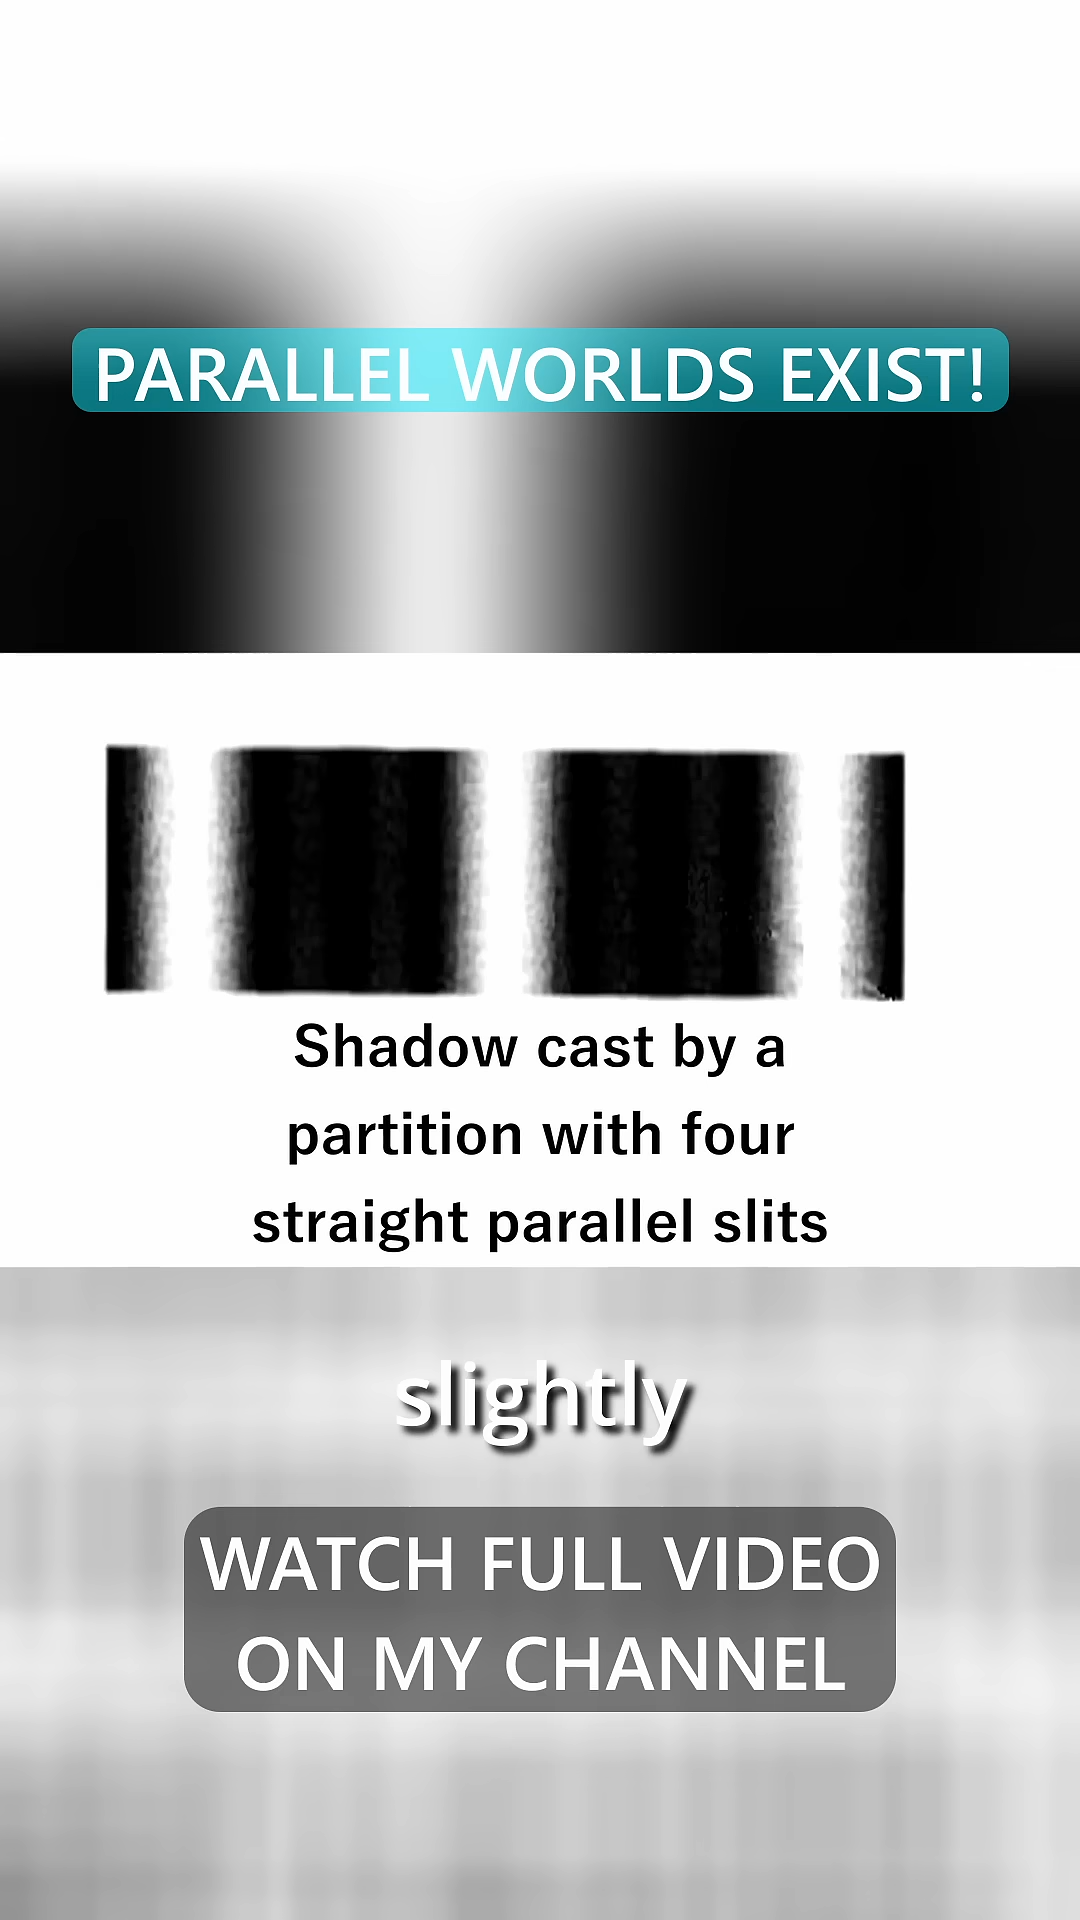 PARALLEL WORLDS EXIST!
Shadow cast by a
partition with four
straight parallel slits
slightly
WATCH FULL VIDEO
ON MY CHANNEL